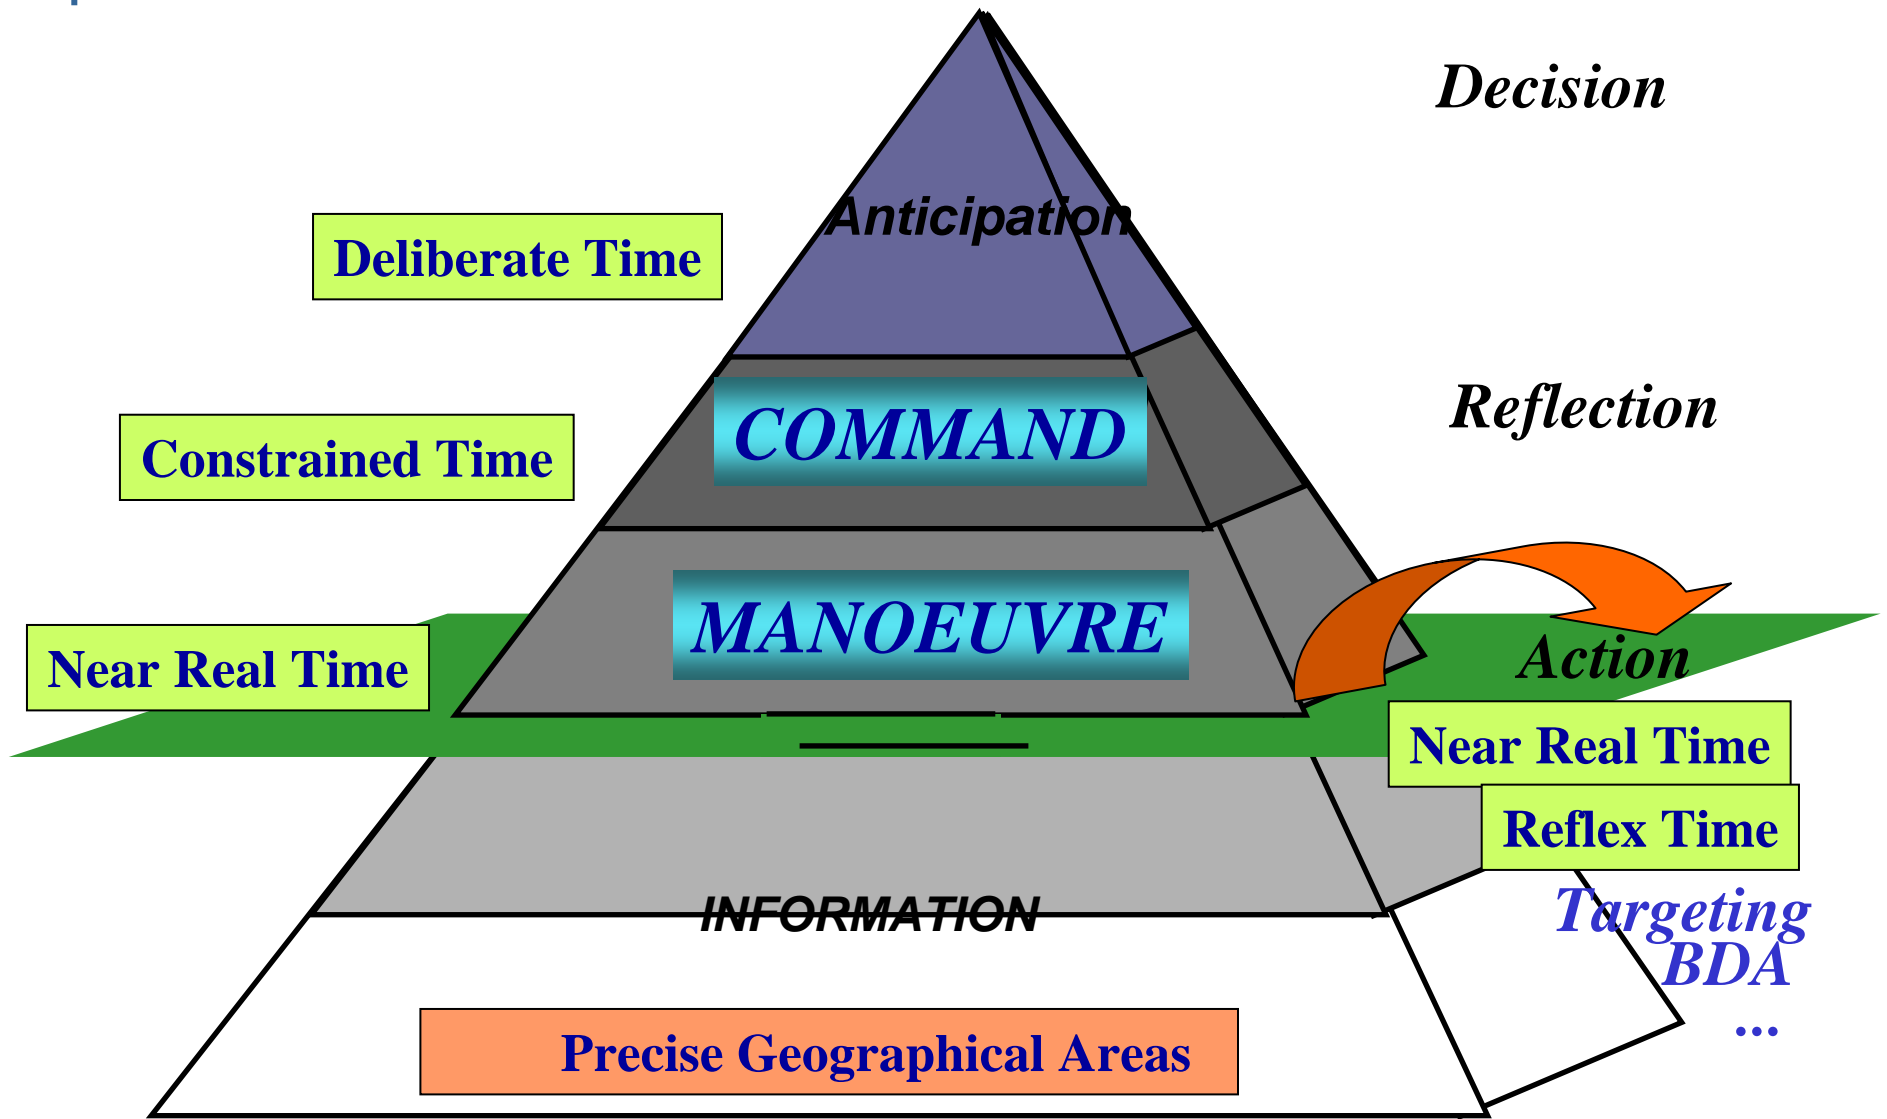 Decision
Anticipation
Deliberate Time
Reflection
COMMAND
Constrained Time
MANOEUVRE
Action
Near Real Time
Near Real Time
Reflex Time
INFORMATION
Targeting
BDA
...
Precise Geographical Areas